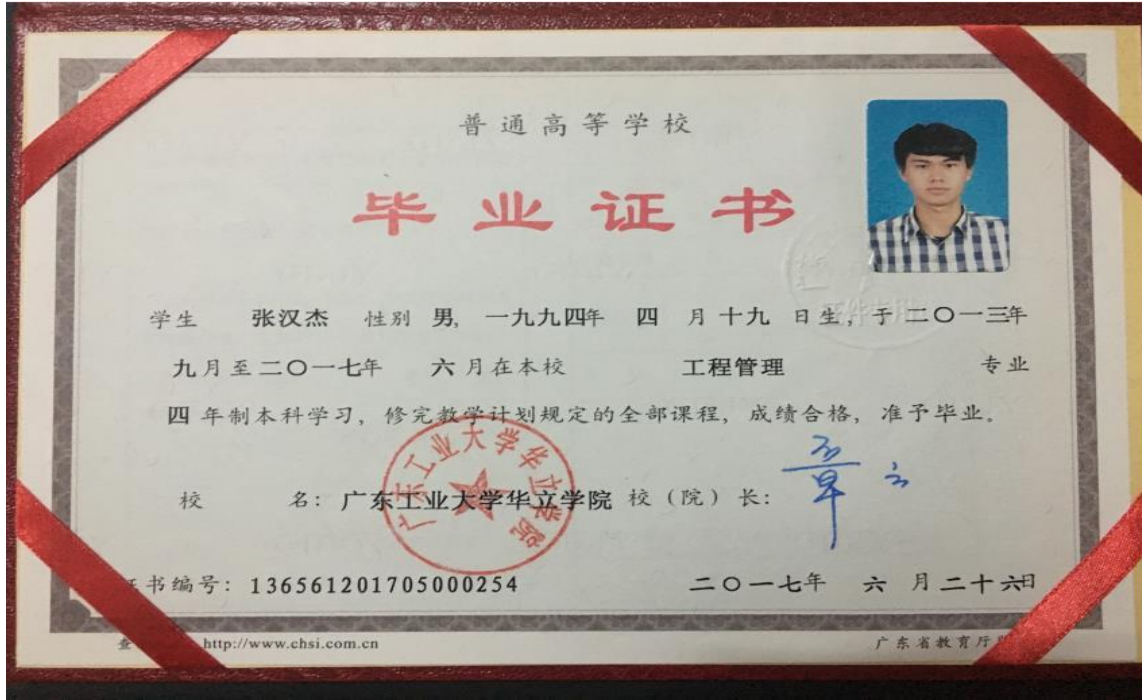 普通高等学校
毕业证书
学生 张汉杰 性别 男, 一九九四年 四 月十九 日生, 于二〇一三年
九月至二〇一七年 六月在本校 工程管理 专业
四 年制本科学习, 修完教学计划规定的全部课程, 成绩合格, 准予毕业。
校 名: 广东工业大学华立学院 校（院）长: 章云
广东工业大学华立学院
证件专用
书编号: 136561201705000254 二〇一七年 六 月二十六日
查 http://www.chsi.com.cn 广东省教育厅